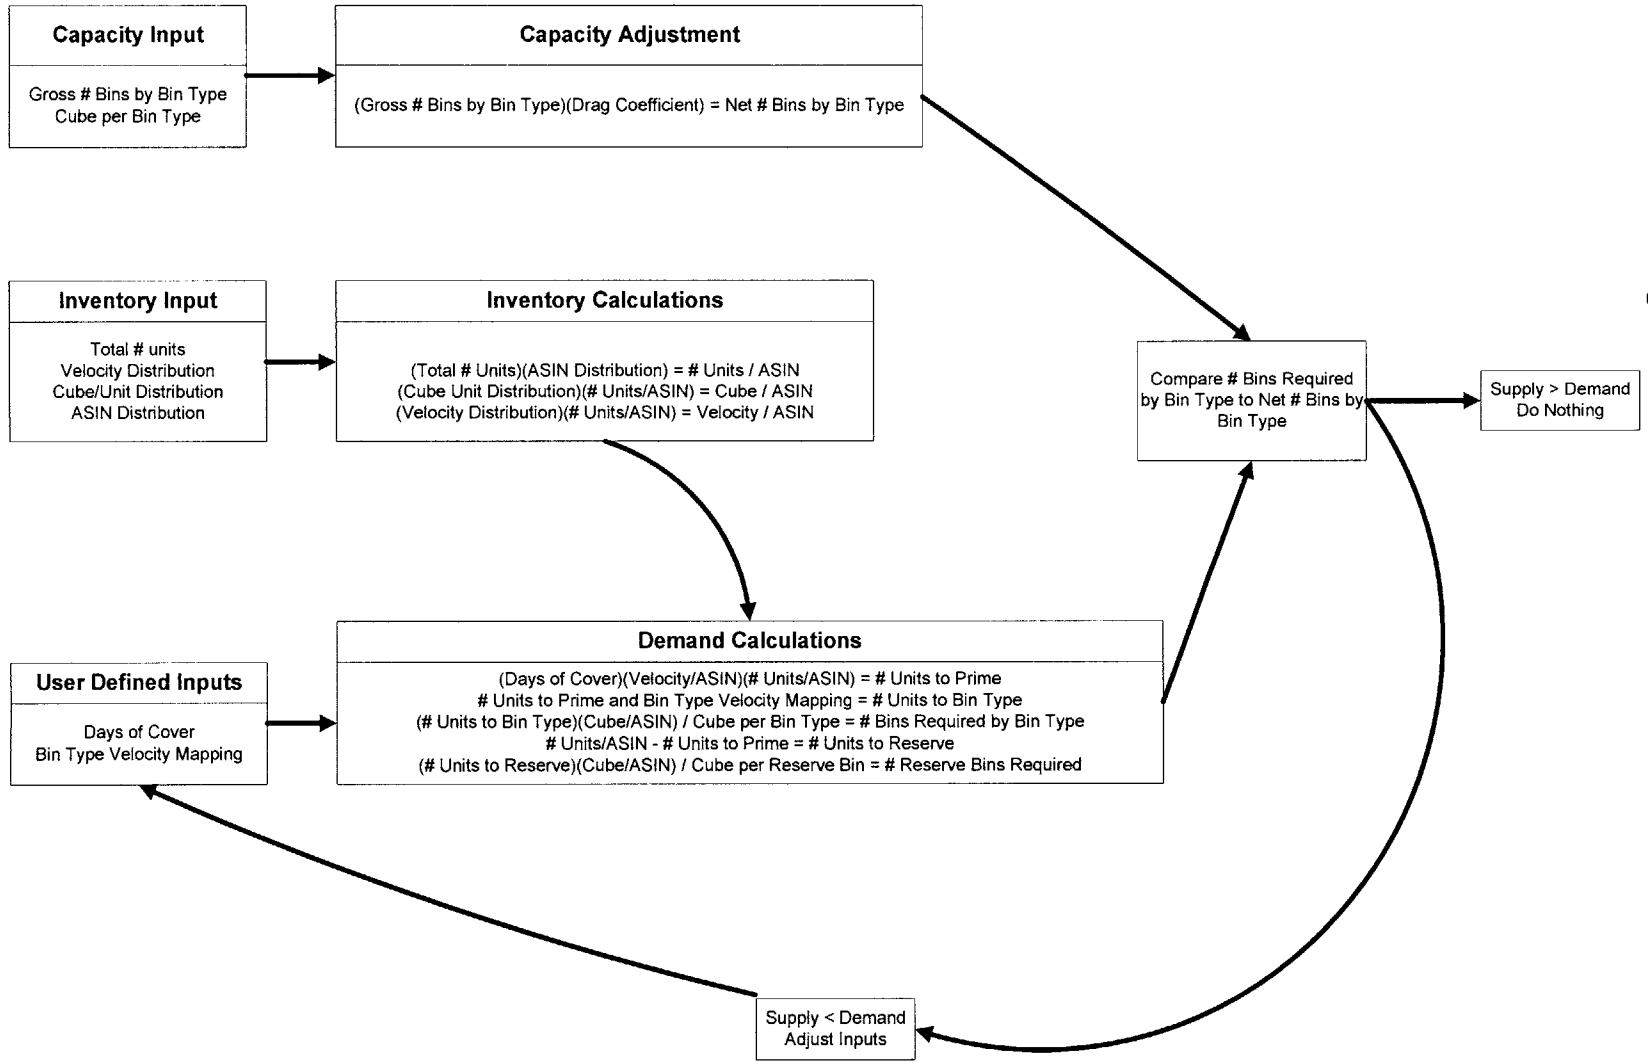 Capacity Input
Gross # Bins by Bin Type
Cube per Bin Type
Capacity Adjustment
(Gross # Bins by Bin Type)(Drag Coefficient) = Net # Bins by Bin Type
Inventory Input
Total # units
Velocity Distribution
Cube/Unit Distribution
ASIN Distribution
Inventory Calculations
(Total # Units)(ASIN Distribution) = # Units / ASIN
(Cube Unit Distribution)(# Units/ASIN) = Cube / ASIN
(Velocity Distribution)(# Units/ASIN) = Velocity / ASIN
Compare # Bins Required
by Bin Type to Net # Bins by
Bin Type
Supply > Demand
Do Nothing
User Defined Inputs
Days of Cover
Bin Type Velocity Mapping
Demand Calculations
(Days of Cover)(Velocity/ASIN)(# Units/ASIN) = # Units to Prime
# Units to Prime and Bin Type Velocity Mapping = # Units to Bin Type
(# Units to Bin Type)(Cube/ASIN) / Cube per Bin Type = # Bins Required by Bin Type
# Units/ASIN - # Units to Prime = # Units to Reserve
(# Units to Reserve)(Cube/ASIN) / Cube per Reserve Bin = # Reserve Bins Required
Supply < Demand
Adjust Inputs